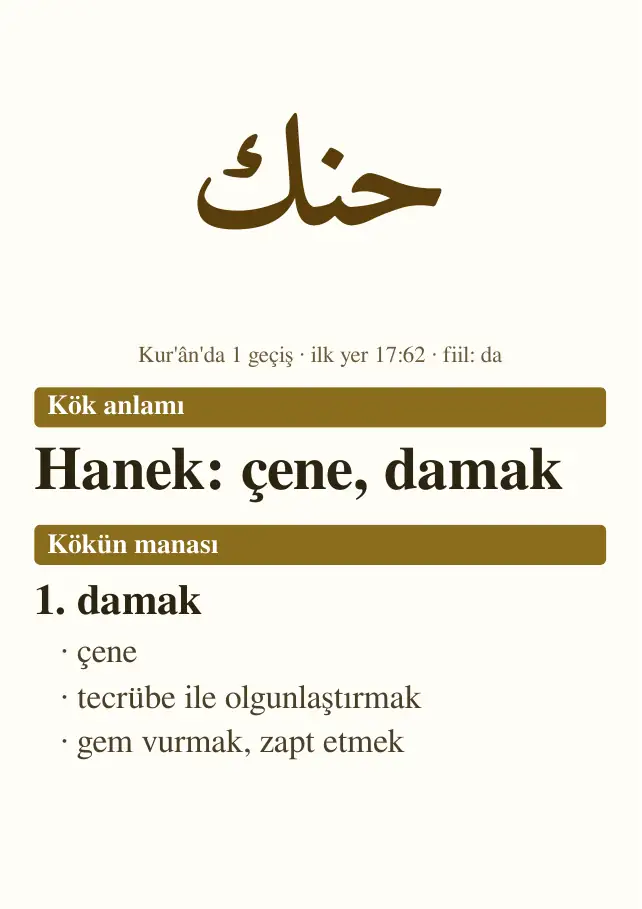 حنك
Kur'ân'da 1 geçiş · ilk yer 17:62 · fiil: da
Kök anlamı
Hanek: çene, damak
Kökün manası
1. damak
· çene
· tecrübe ile olgunlaştırmak
· gem vurmak, zapt etmek